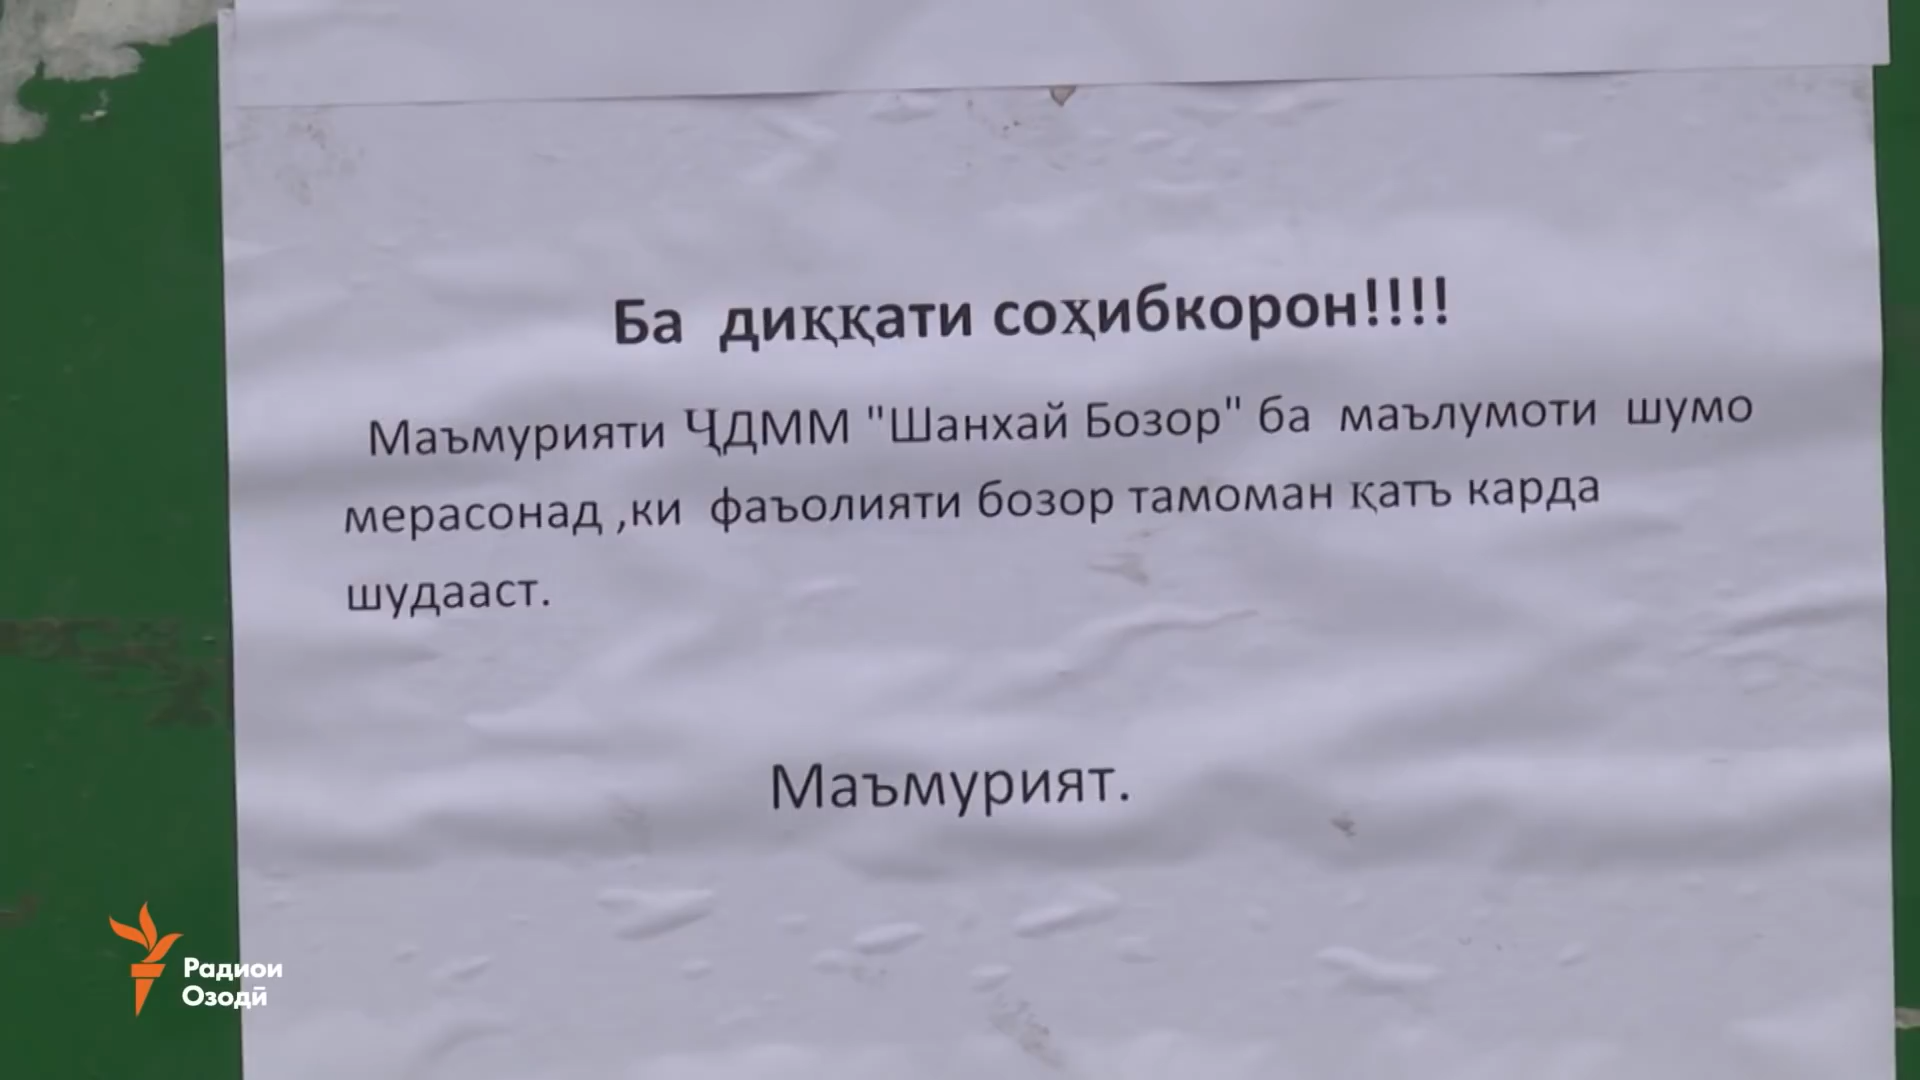 Ба диққати соҳибкорон!!!!
Маъмурияти ҶДММ "Шанхай Бозор" ба маълумоти шумо
мерасонад ,ки фаъолияти бозор тамоман қатъ карда
шудааст.
Маъмурият.
Радиои
Озодӣ